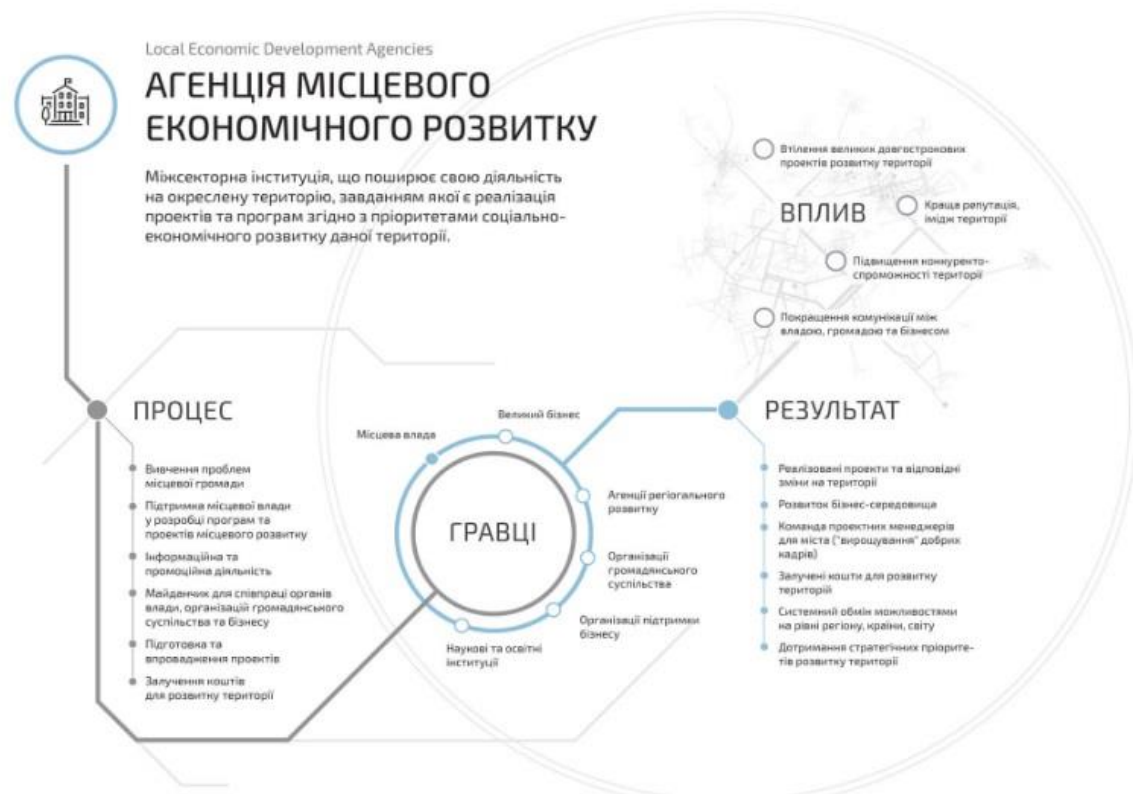 Local Economic Development Agencies
АГЕНЦІЯ МІСЦЕВОГО
ЕКОНОМІЧНОГО РОЗВИТКУ
Міжсекторна інституція, що поширює свою діяльність
на окреслену територію, завданням якої є реалізація
проектів та програм згідно з пріоритетами соціально-
економічного розвитку даної території.
Втілення великих довгострокових
проектів розвитку території
ВПЛИВ
Краща репутація,
імідж території
Підвищення конкуренто-
спроможності території
Покращення комунікації між
владою, громадою та бізнесом
ПРОЦЕС
Вивчення проблем
місцевої громади
Підтримка місцевої влади
у розробці програм та
проектів місцевого розвитку
Інформаційна та
промоційна діяльність
Майданчик для співпраці органів
влади, організацій громадянського
суспільства та бізнесу
Підготовка та
впровадження проектів
Залучення коштів
для розвитку території
ГРАВЦІ
Місцева влада
Великий бізнес
Агенції регіогального
розвитку
Організації
громадянського
суспільства
Організації підтримки
бізнесу
Наукові та освітні
інституції
РЕЗУЛЬТАТ
Реалізовані проекти та відповідні
зміни на території
Розвиток бізнес-середовища
Команда проектних менеджерів
для міста ("вирощування" добрих
кадрів)
Залучені кошти для розвитку
територій
Системний обмін можливостями
на рівні регіону, країни, світу
Дотримання стратегічних пріорите-
тів розвитку території